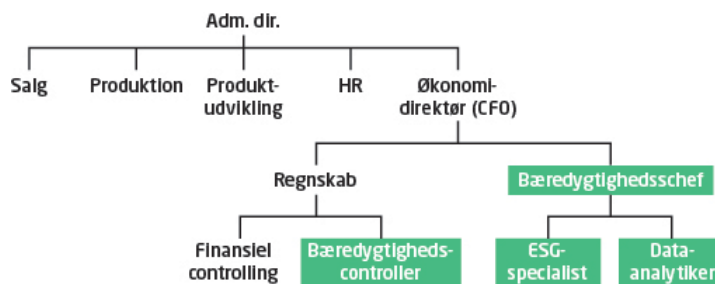 Adm. dir.
Salg
Produktion
Produkt-
udvikling
HR
Økonomi-
direktør (CFO)
Regnskab
Bæredygtighedsschef
Finansiel
controlling
Bæredygtigheds-
controller
ESG-
specialist
Data-
analytiker